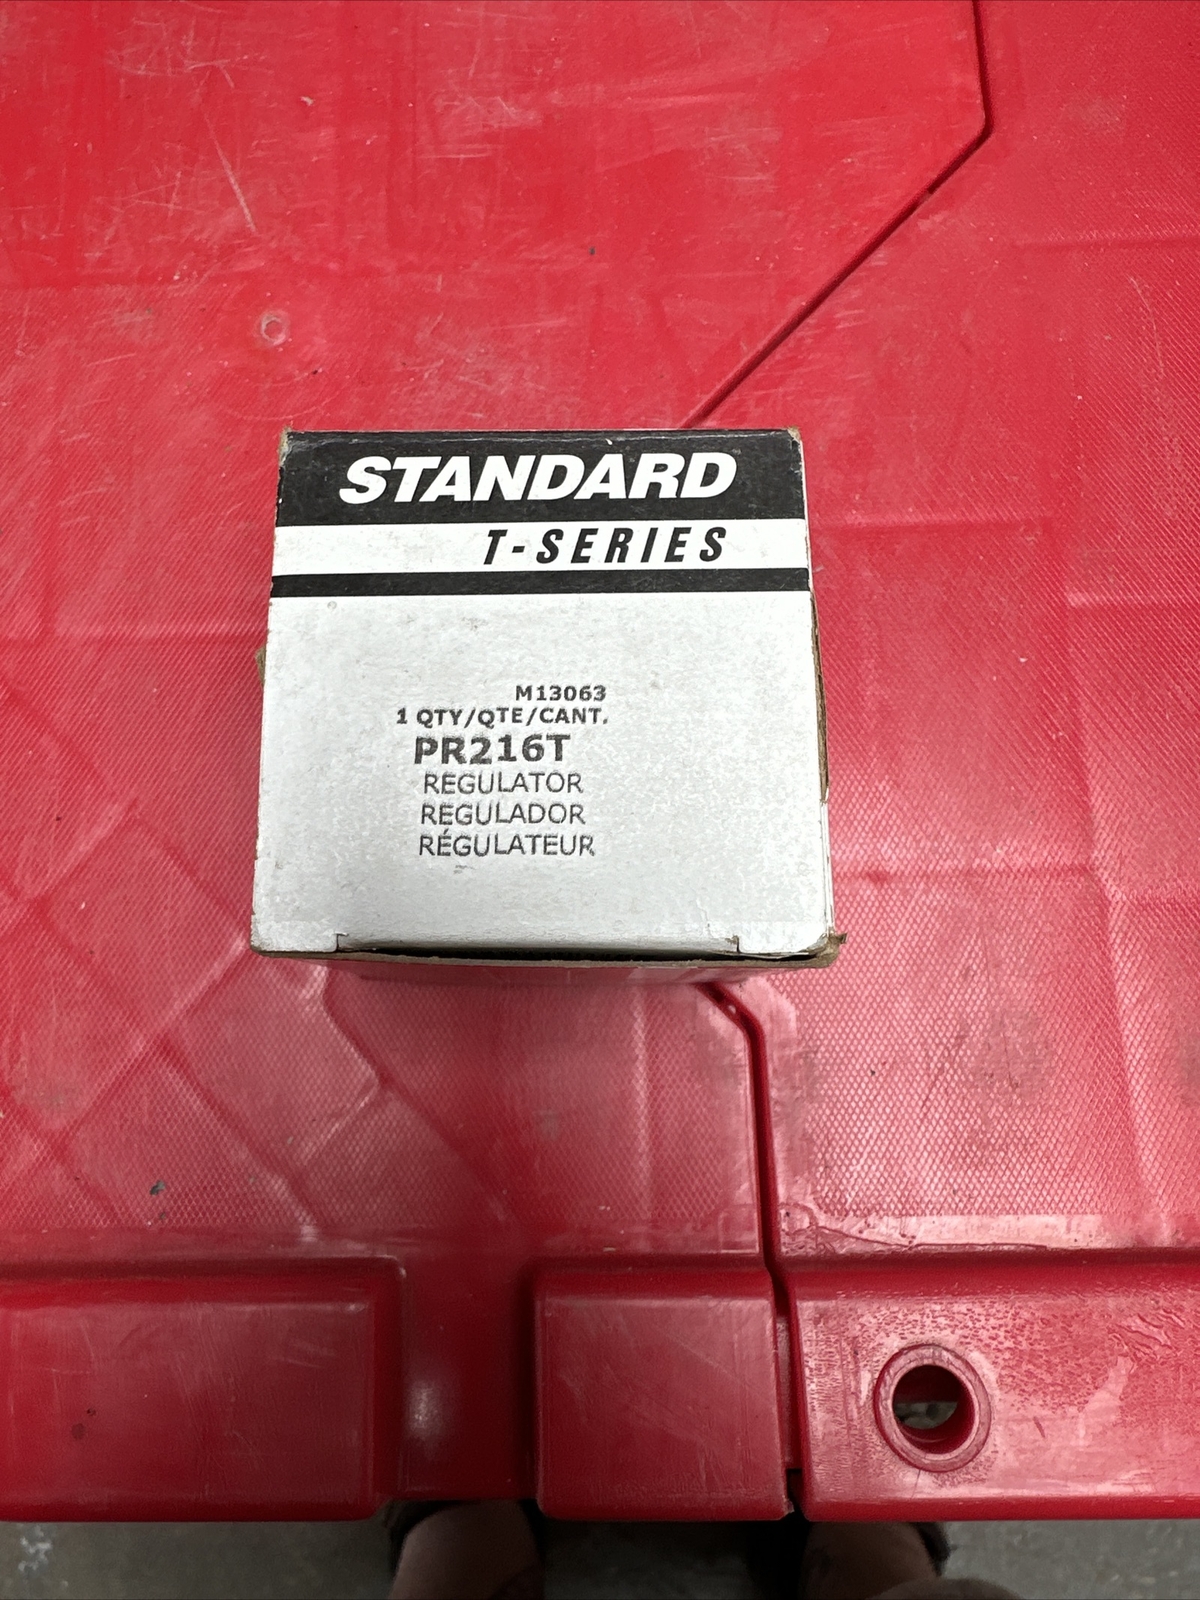 STANDARD
T-SERIES
M13063
1 QTY/QTE/CANT.
PR216T
REGULATOR
REGULADOR
RÉGULATEUR